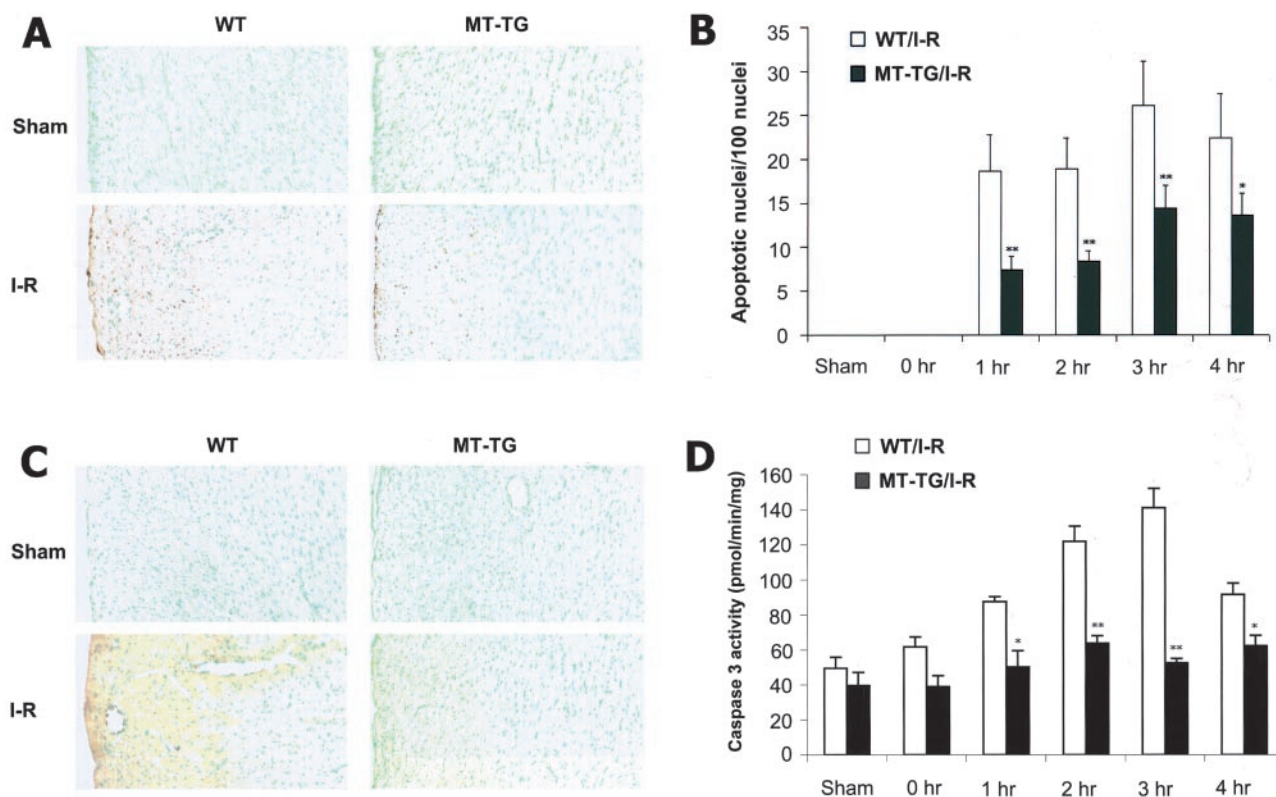 A
WT
MT-TG
Sham
I-R
B
WT/I-R
MT-TG/I-R
Apoptotic nuclei/100 nuclei
35
30
25
20
15
10
5
0
**
**
**
*
Sham 0 hr 1 hr 2 hr 3 hr 4 hr
C
WT
MT-TG
Sham
I-R
D
WT/I-R
MT-TG/I-R
Caspase 3 activity (pmol/min/mg)
160
140
120
100
80
60
40
20
0
*
**
**
*
Sham 0 hr 1 hr 2 hr 3 hr 4 hr